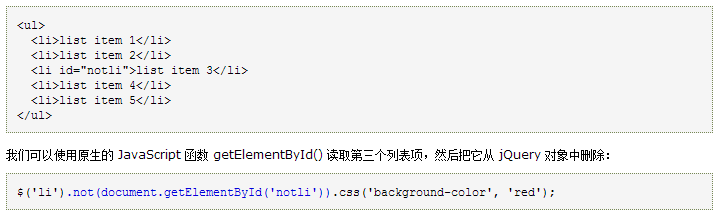 <ul>
  <li>list item 1</li>
  <li>list item 2</li>
  <li id="notli">list item 3</li>
  <li>list item 4</li>
  <li>list item 5</li>
</ul>
我们可以使用原生的 JavaScript 函数 getElementById() 读取第三个列表项，然后把它从 jQuery 对象中删除：
$('li').not(document.getElementById('notli')).css('background-color', 'red');